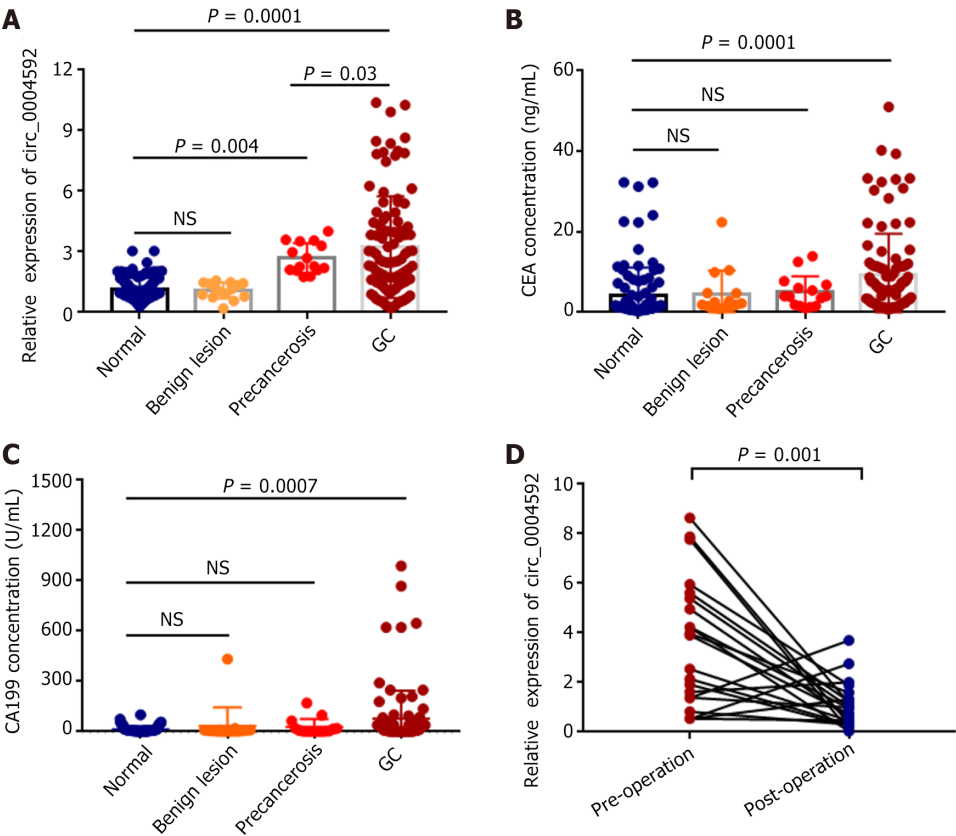 A
P = 0.0001
Relative expression of circ_0004592
12
9
6
3
0
P = 0.03
P = 0.004
NS
Normal
Benign lesion
Precancerosis
GC
B
P = 0.0001
CEA concentration (ng/mL)
60
40
20
0
NS
NS
Normal
Benign lesion
Precancerosis
GC
C
P = 0.0007
CA199 concentration (U/mL)
1500
1200
900
600
300
0
NS
NS
Normal
Benign lesion
Precancerosis
GC
D
P = 0.001
Relative expression of circ_0004592
10
8
6
4
2
0
Pre-operation
Post-operation